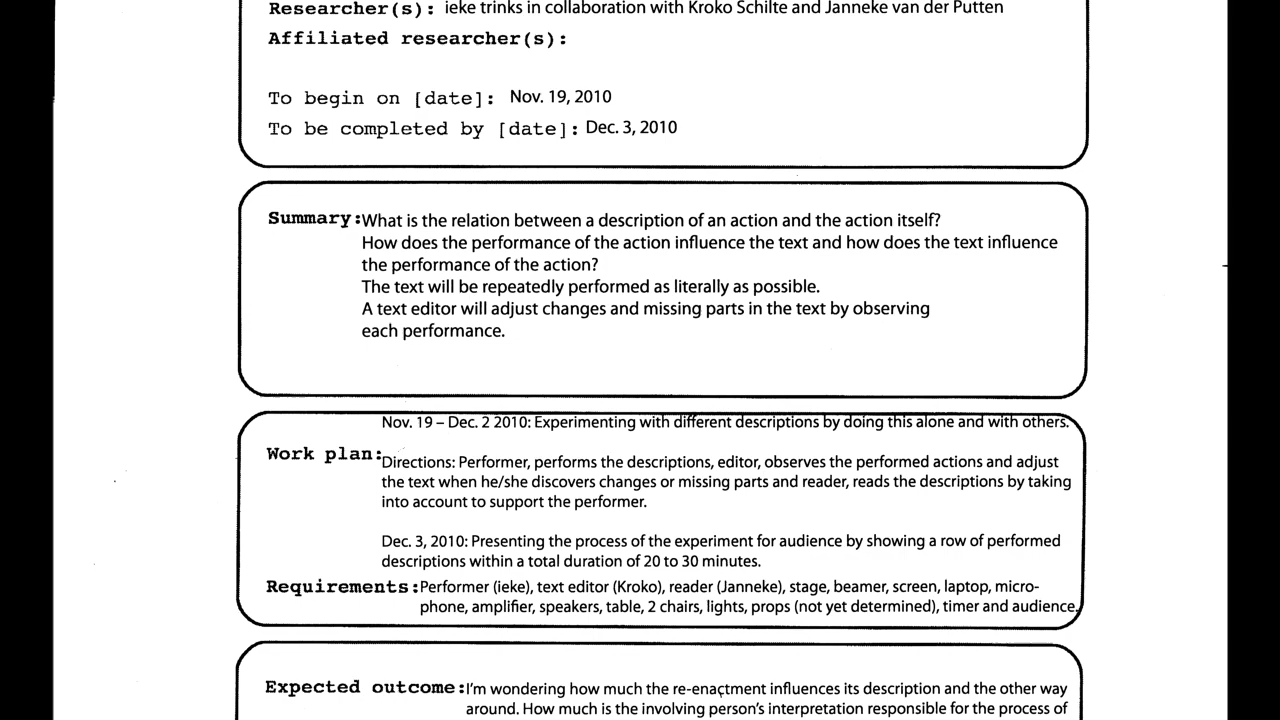 Researcher(s): ieke trinks in collaboration with Kroko Schilte and Janneke van der Putten
Affiliated researcher(s):
To begin on [date]: Nov. 19, 2010
To be completed by [date]: Dec. 3, 2010
Summary: What is the relation between a description of an action and the action itself?
How does the performance of the action influence the text and how does the text influence
the performance of the action?
The text will be repeatedly performed as literally as possible.
A text editor will adjust changes and missing parts in the text by observing
each performance.
Nov. 19 – Dec. 2 2010: Experimenting with different descriptions by doing this alone and with others.
Work plan: Directions: Performer, performs the descriptions, editor, observes the performed actions and adjust
the text when he/she discovers changes or missing parts and reader, reads the descriptions by taking
into account to support the performer.
Dec. 3, 2010: Presenting the process of the experiment for audience by showing a row of performed
descriptions within a total duration of 20 to 30 minutes.
Requirements: Performer (ieke), text editor (Kroko), reader (Janneke), stage, beamer, screen, laptop, micro-
phone, amplifier, speakers, table, 2 chairs, lights, props (not yet determined), timer and audience.
Expected outcome: I'm wondering how much the re-enactment influences its description and the other way
around. How much is the involving person's interpretation responsible for the process of